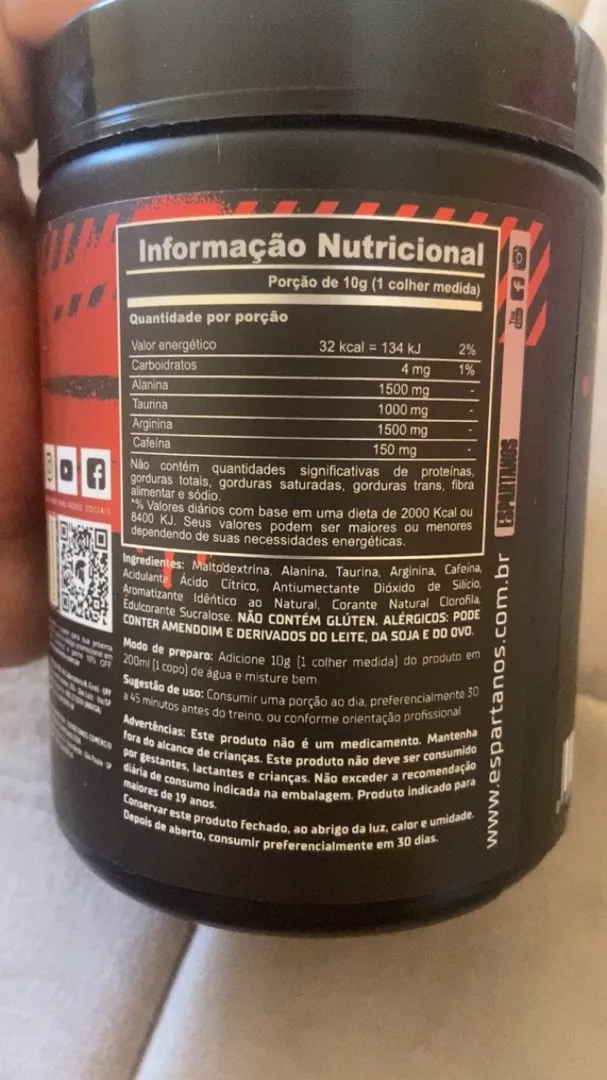 Informação Nutricional
Porção de 10g (1 colher medida)
Quantidade por porção
Valor energético 32 kcal = 134 kJ 2%
Carboidratos 4 mg 1%
Alanina 1500 mg -
Taurina 1000 mg -
Arginina 1500 mg -
Cafeína 150 mg -
Não contém quantidades significativas de proteínas,
gorduras totais, gorduras saturadas, gorduras trans, fibra
alimentar e sódio.
*% Valores diários com base em uma dieta de 2000 Kcal ou
8400 KJ. Seus valores podem ser maiores ou menores
dependendo de suas necessidades energéticas.
Ingredientes: Maltodextrina, Alanina, Taurina, Arginina, Cafeína,
Acidulante Ácido Cítrico, Antiumectante Dióxido de Silício,
Aromatizante Idêntico ao Natural, Corante Natural Clorofila,
Edulcorante Sucralose. NÃO CONTÉM GLÚTEN. ALÉRGICOS: PODE
CONTER AMENDOIM E DERIVADOS DO LEITE, DA SOJA E DO OVO.
Modo de preparo: Adicione 10g (1 colher medida) do produto em
200ml (1 copo) de água e misture bem.
Sugestão de uso: Consumir uma porção ao dia, preferencialmente 30
a 45 minutos antes do treino, ou conforme orientação profissional.
Advertências: Este produto não é um medicamento. Mantenha
fora do alcance de crianças. Este produto não deve ser consumido
por gestantes, lactantes e crianças. Não exceder a recomendação
diária de consumo indicada na embalagem. Produto indicado para
maiores de 19 anos.
Conservar este produto fechado, ao abrigo da luz, calor e umidade.
Depois de aberto, consumir preferencialmente em 30 dias.
www.espartanos.com.br
ESPARTANOS
You Tube
REDES SOCIAIS
10% OFF